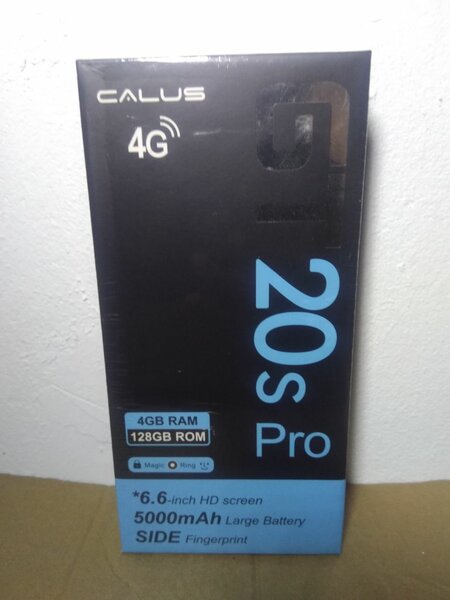 CALUS
4G
20s Pro
4GB RAM
128GB ROM
Magic Ring
*6.6-inch HD screen
5000mAh Large Battery
SIDE Fingerprint